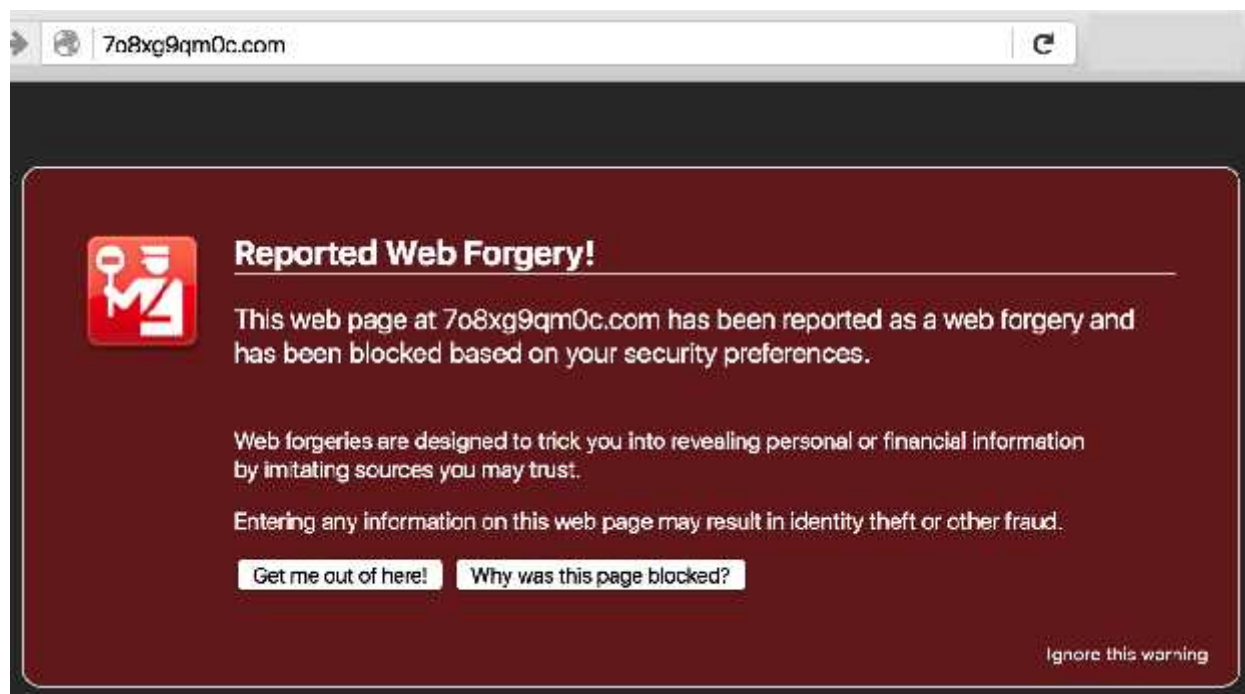 7o8xg9qm0c.com
Reported Web Forgery!
This web page at 7o8xg9qm0c.com has been reported as a web forgery and
has been blocked based on your security preferences.
Web forgeries are designed to trick you into revealing personal or financial information
by imitating sources you may trust.
Entering any information on this web page may result in identity theft or other fraud.
Get me out of here! Why was this page blocked?
Ignore this warning